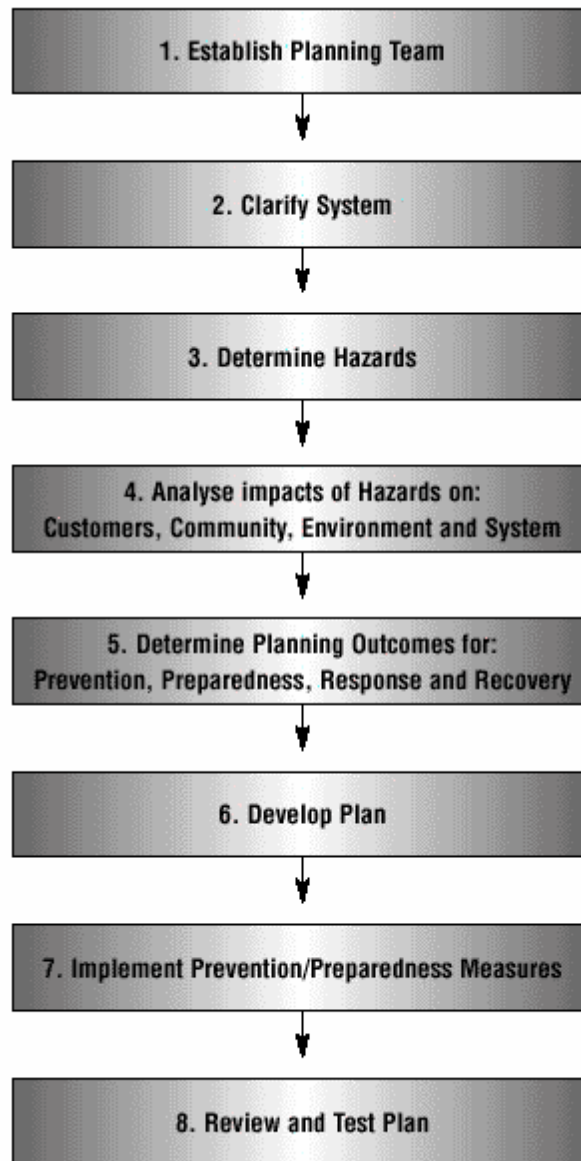 1. Establish Planning Team
2. Clarify System
3. Determine Hazards
4. Analyse impacts of Hazards on:
Customers, Community, Environment and System
5. Determine Planning Outcomes for:
Prevention, Preparedness, Response and Recovery
6. Develop Plan
7. Implement Prevention/Preparedness Measures
8. Review and Test Plan